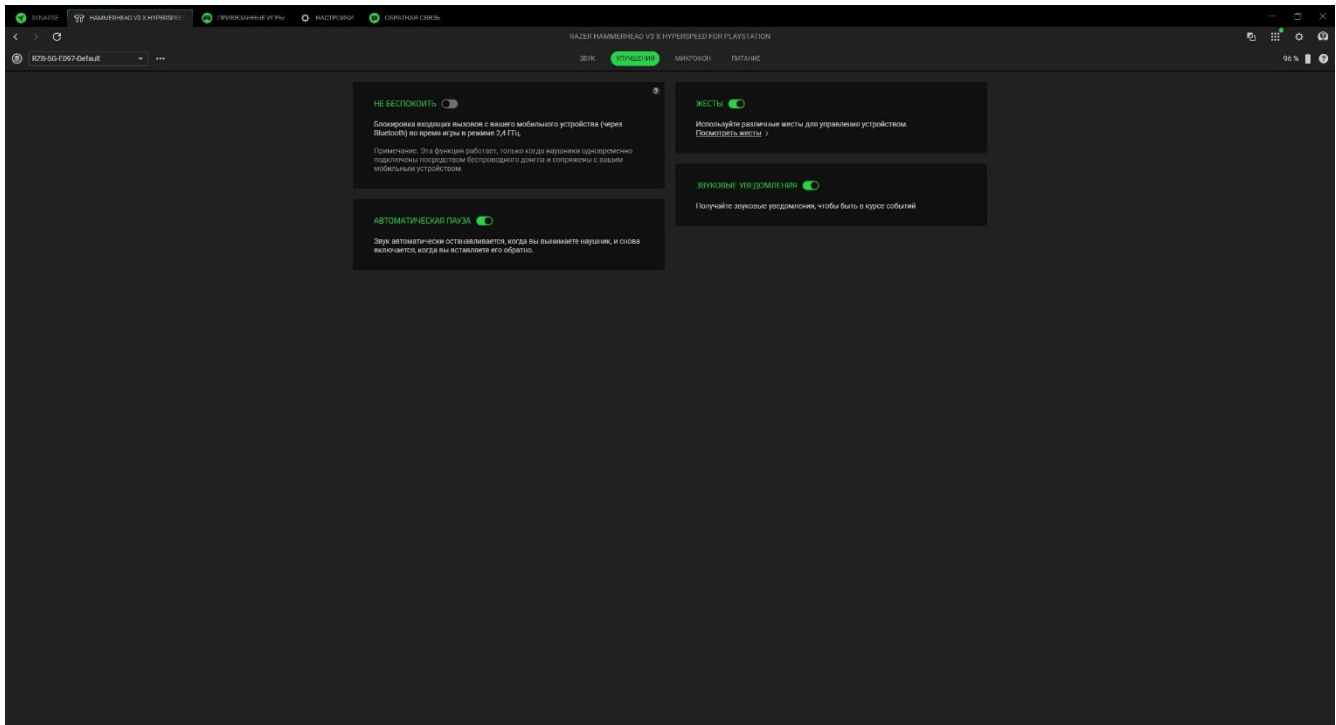 SYNAPSE
HAMMERHEAD V3 X HYPERSPE
ПРИВЯЗАННЫЕ ИГРЫ
НАСТРОЙКИ
ОБРАТНАЯ СВЯЗЬ
RAZER HAMMERHEAD V3 X HYPERSPEED FOR PLAYSTATION
ЗВУК
УЛУЧШЕНИЯ
МИКРОФОН
ПИТАНИЕ
96 %
НЕ БЕСПОКОИТЬ
Блокировка входящих вызовов с вашего мобильного устройства (через
Bluetooth) во время игры в режиме 2,4 ГГц.
Примечание. Эта функция работает, только когда наушники одновременно
подключены посредством беспроводного донгла и сопряжены с вашим
мобильным устройством.
АВТОМАТИЧЕСКАЯ ПАУЗА
Звук автоматически останавливается, когда вы вынимаете наушник, и снова
включается, когда вы вставляете его обратно.
ЖЕСТЫ
Используйте различные жесты для управления устройством.
Посмотреть жесты >
ЗВУКОВЫЕ УВЕДОМЛЕНИЯ
Получайте звуковые уведомления, чтобы быть в курсе событий